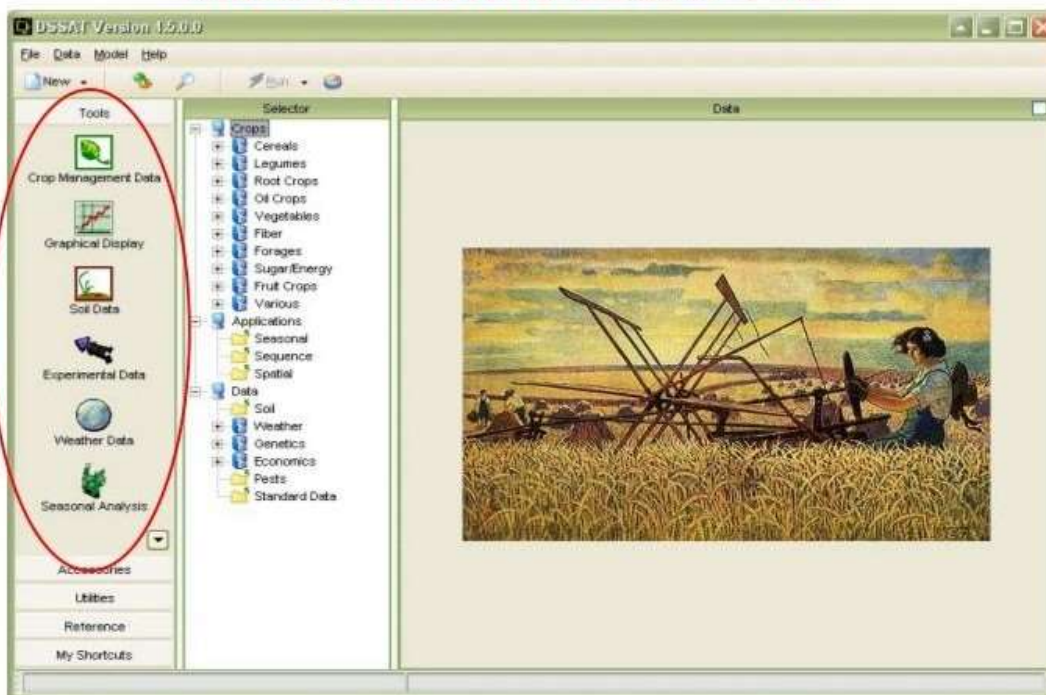 DSSAT Version 4.5.0.0
File Data Model Help
New Run
Tools
Crop Management Data
Graphical Display
Soil Data
Experimental Data
Weather Data
Seasonal Analysis
Accessories
Utilities
Reference
My Shortcuts
Selector
Crops
Cereals
Legumes
Root Crops
Oil Crops
Vegetables
Fiber
Forages
Sugar/Energy
Fruit Crops
Various
Applications
Seasonal
Sequence
Spatial
Data
Soil
Weather
Genetics
Economics
Pests
Standard Data
Data